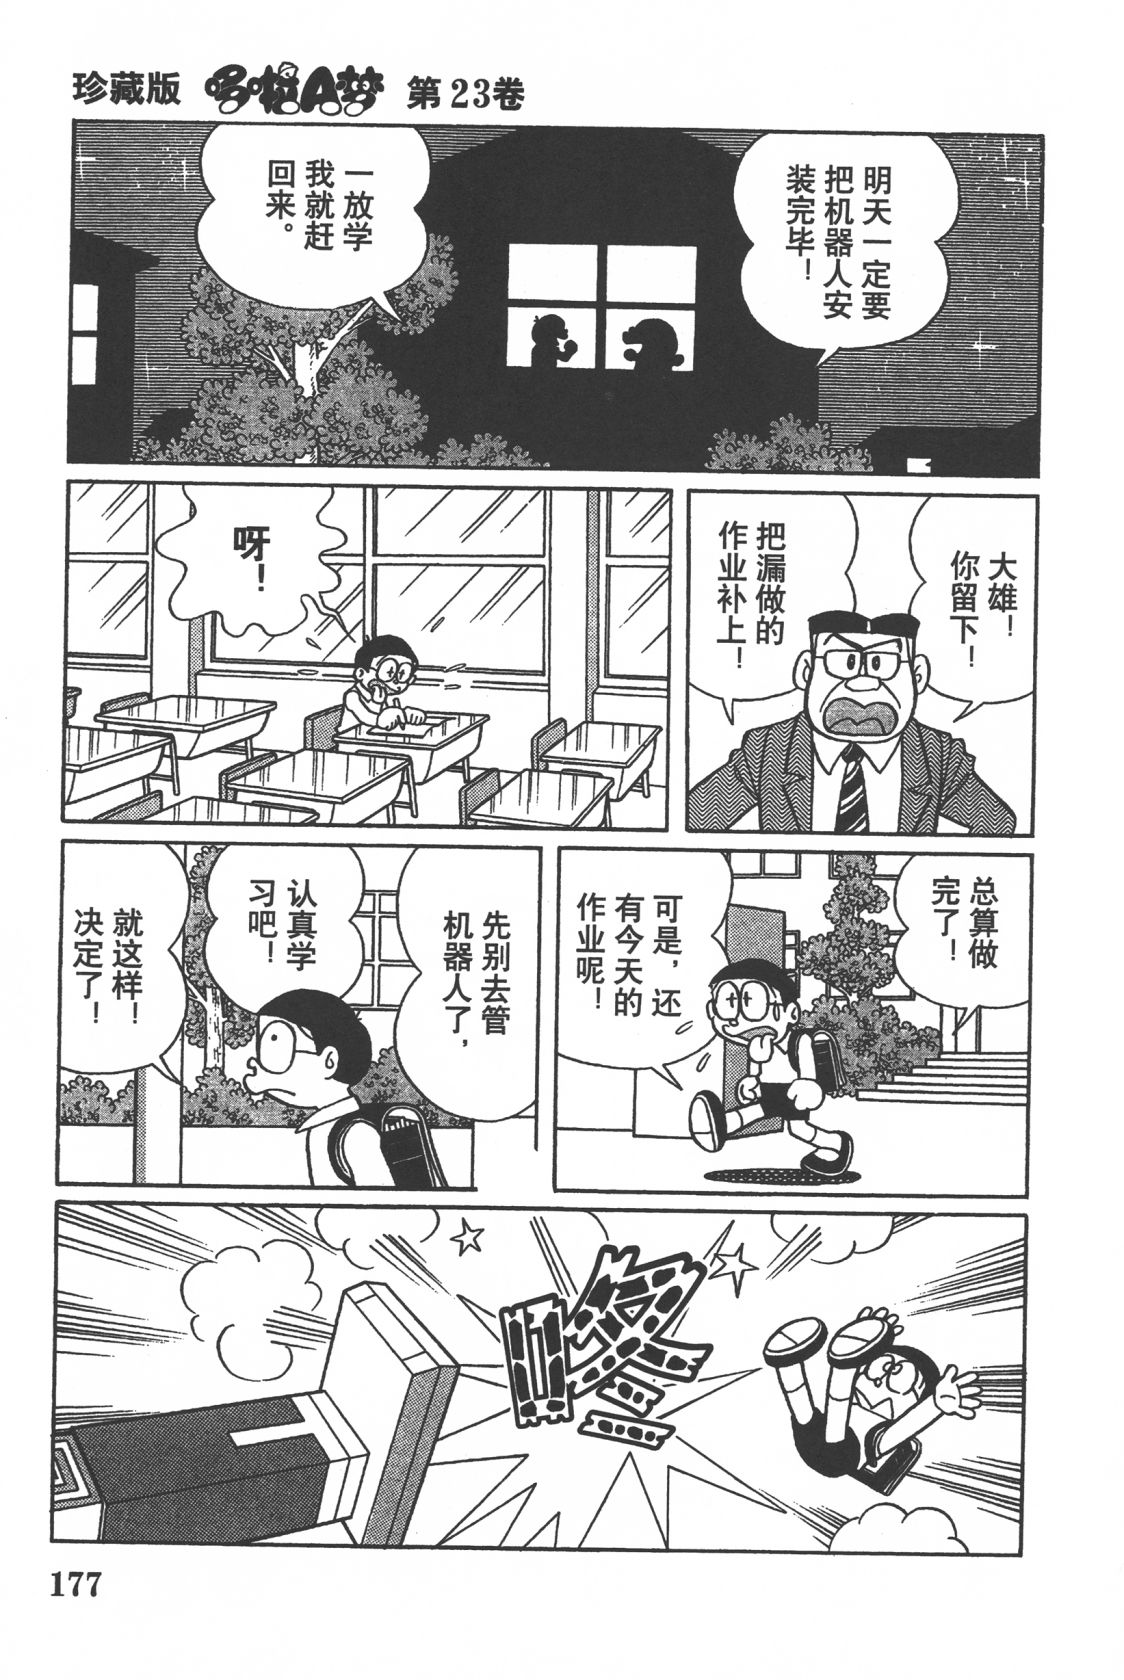 珍藏版 哆啦A梦 第23卷
明天一定要
把机器人安
装完毕！
一放学
我就赶
回来。
大雄！
你留下！
把漏做的
作业补上！
呀！
总算做
完了！
可是，还
有今天的
作业呢！
先别去管
机器人了，
认真学
习吧！
就这样！
决定了！
咚
177